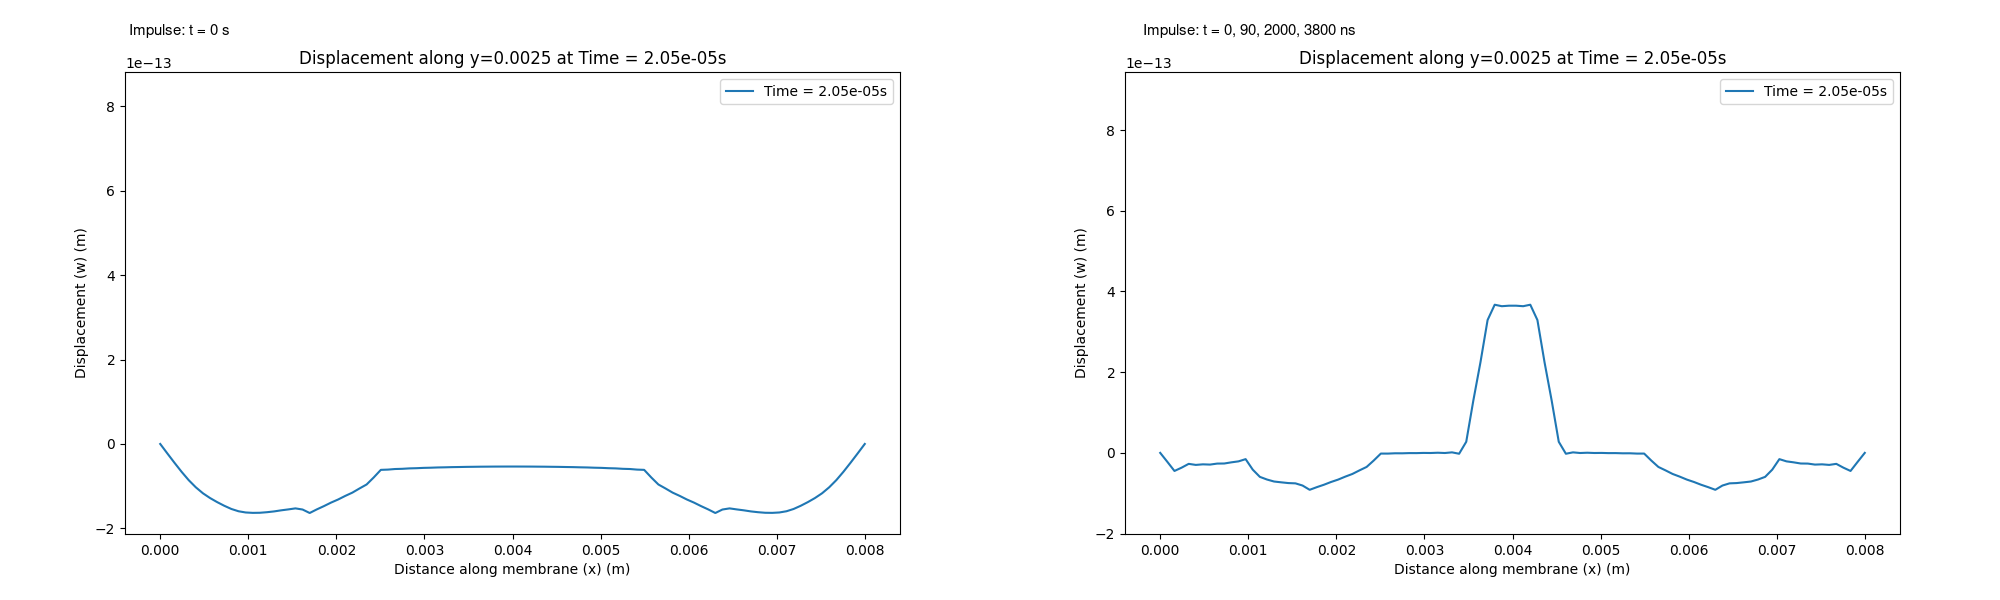 Impulse: t = 0 s
Displacement along y=0.0025 at Time = 2.05e-05s
1e−13
Time = 2.05e-05s
8
6
4
2
0
−2
Displacement (w) (m)
0.000 0.001 0.002 0.003 0.004 0.005 0.006 0.007 0.008
Distance along membrane (x) (m)
Impulse: t = 0, 90, 2000, 3800 ns
Displacement along y=0.0025 at Time = 2.05e-05s
1e−13
Time = 2.05e-05s
8
6
4
2
0
−2
Displacement (w) (m)
0.000 0.001 0.002 0.003 0.004 0.005 0.006 0.007 0.008
Distance along membrane (x) (m)